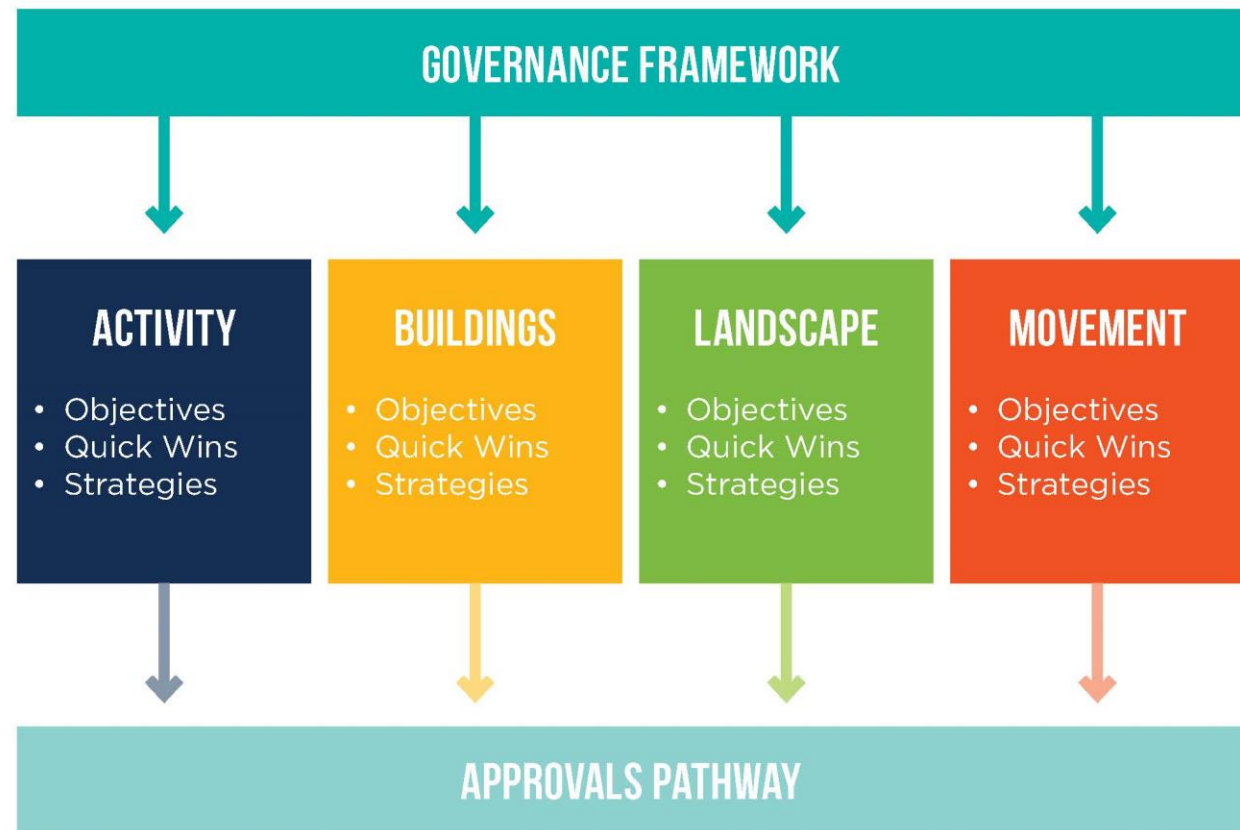 GOVERNANCE FRAMEWORK
ACTIVITY
• Objectives
• Quick Wins
• Strategies
BUILDINGS
• Objectives
• Quick Wins
• Strategies
LANDSCAPE
• Objectives
• Quick Wins
• Strategies
MOVEMENT
• Objectives
• Quick Wins
• Strategies
APPROVALS PATHWAY